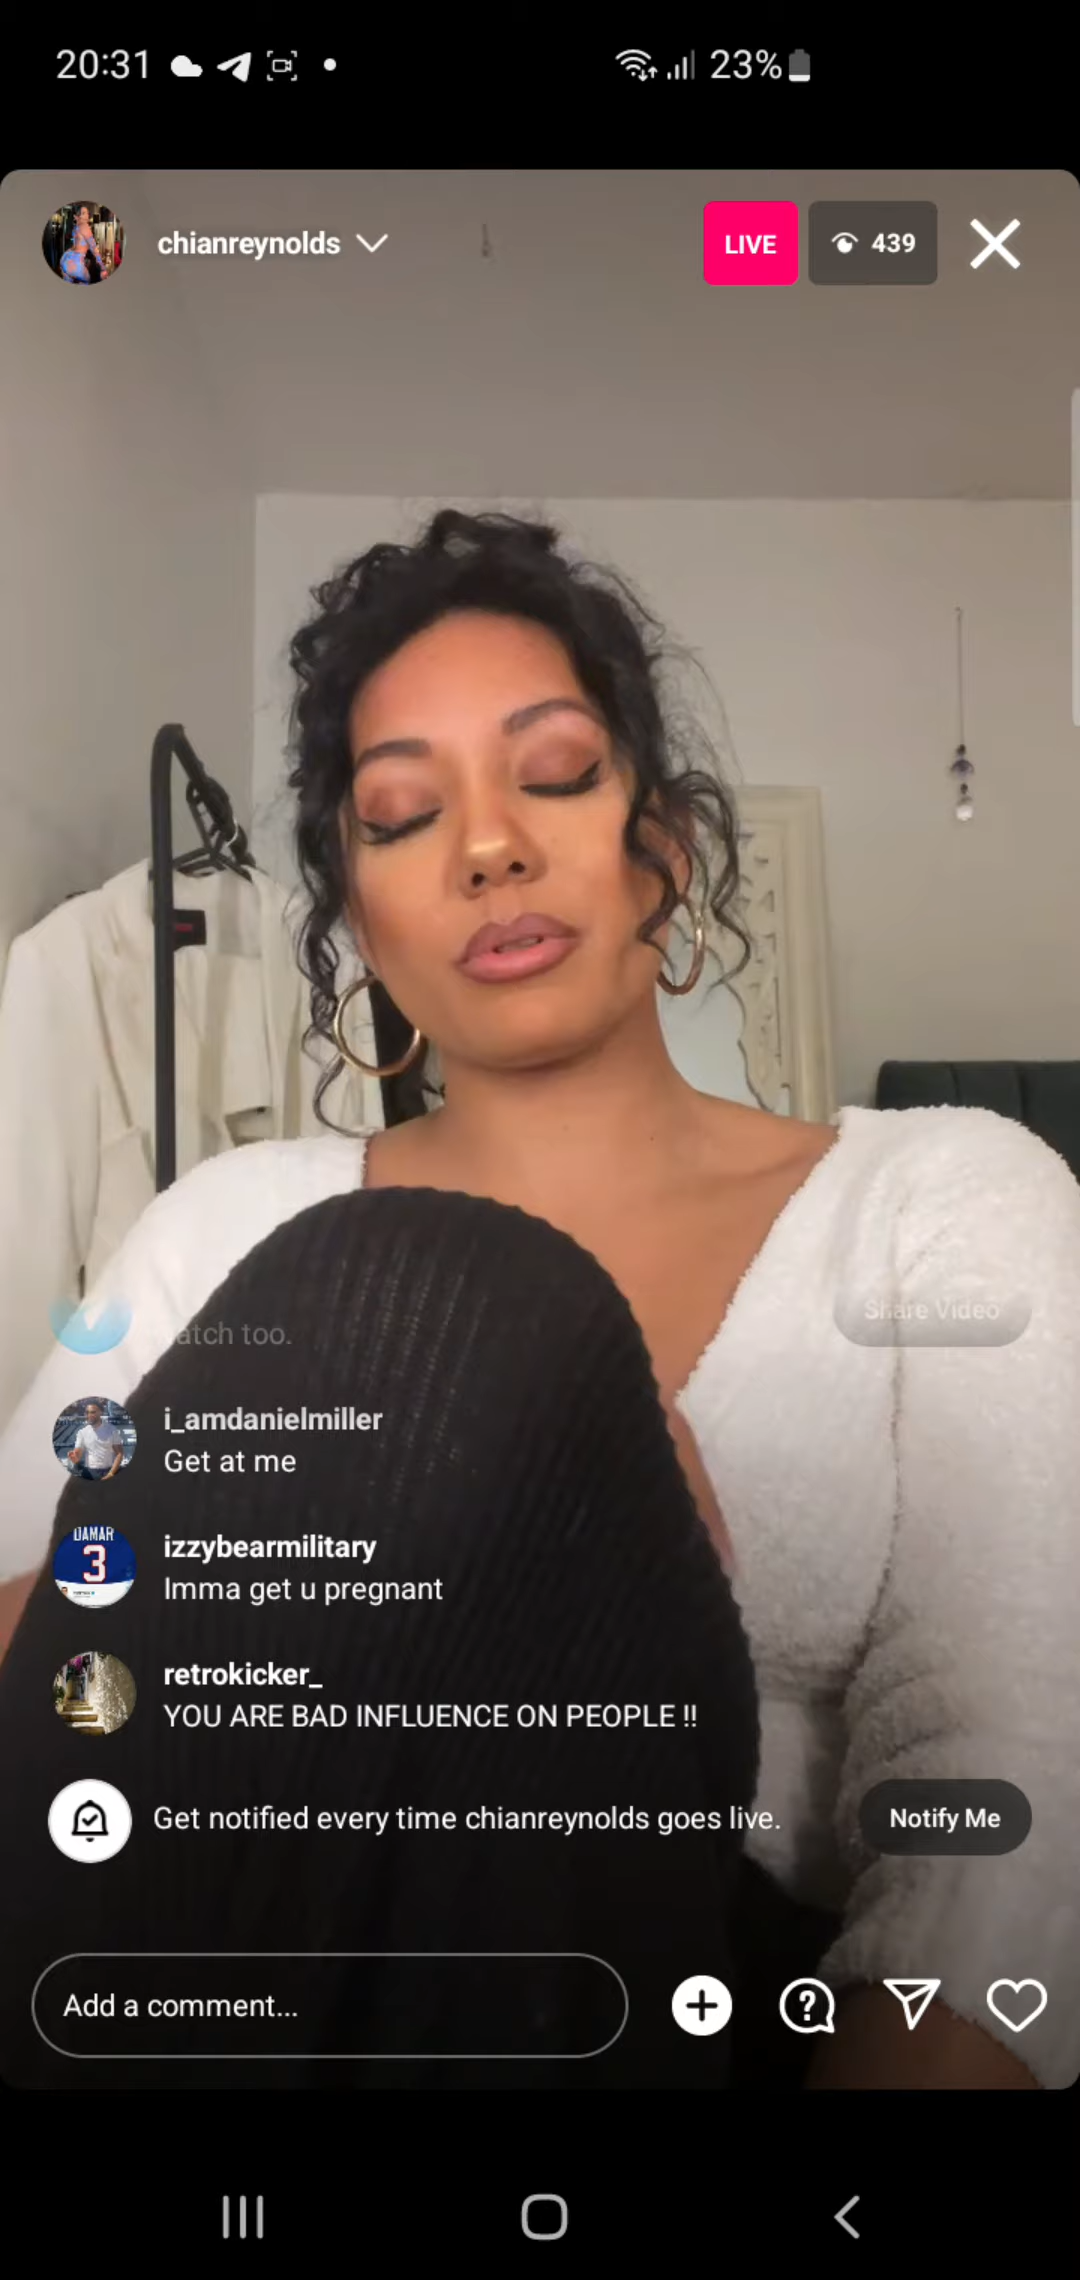 20:31
23%
chianreynolds
LIVE
439
Share Video
atch too.
i_amdanielmiller
Get at me
DAMAR
3
izzybearmilitary
Imma get u pregnant
retrokicker_
YOU ARE BAD INFLUENCE ON PEOPLE !!
Get notified every time chianreynolds goes live.
Notify Me
Add a comment...